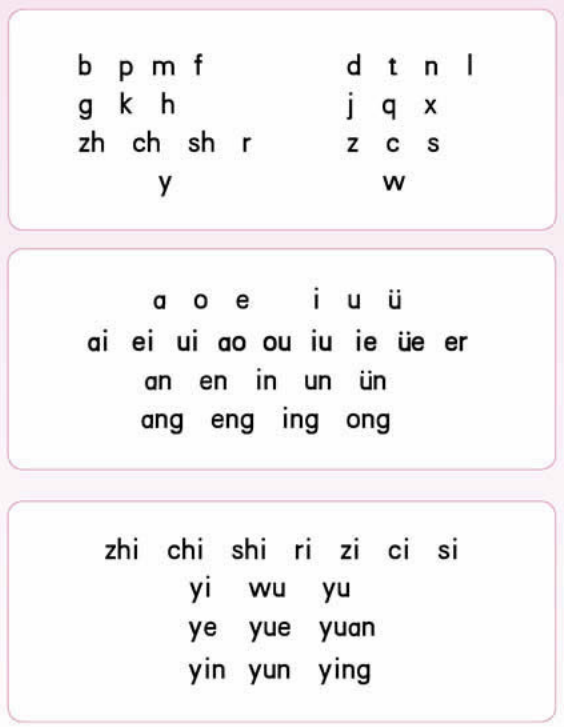 b p m f d t n l
g k h j q x
zh ch sh r z c s
y w
a o e i u ü
ai ei ui ao ou iu ie üe er
an en in un ün
ang eng ing ong
zhi chi shi ri zi ci si
yi wu yu
ye yue yuan
yin yun ying